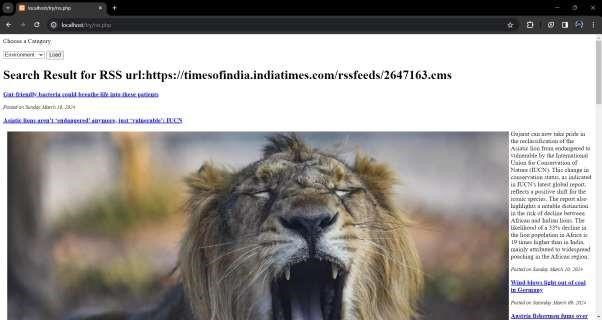 localhost/try/rss.php
localhost/try/rss.php
Choose a Category
Environment
Load
Search Result for RSS url:https://timesofindia.indiatimes.com/rssfeeds/2647163.cms
Gut-friendly bacteria could breathe life into these patients
Posted on Sunday March 10, 2024
Asiatic lions aren't 'endangered' anymore, just 'vulnerable': IUCN
Gujarat can now take pride in
the reclassification of the
Asiatic lion from endangered to
vulnerable by the International
Union for Conservation of
Nature (IUCN). This change in
conservation status, as indicated
in IUCN's latest global report,
reflects a positive shift for the
iconic species. The report also
highlights a notable distinction
in the risk of decline between
African and Indian lions. The
likelihood of a 33% decline in
the lion population in Africa is
19 times higher than in India,
mainly attributed to widespread
poaching in the African region.
Posted on Sunday March 10, 2024
Wind blows light out of coal
in Germany
Posted on Saturday March 09, 2024
Austria fishermen fume over